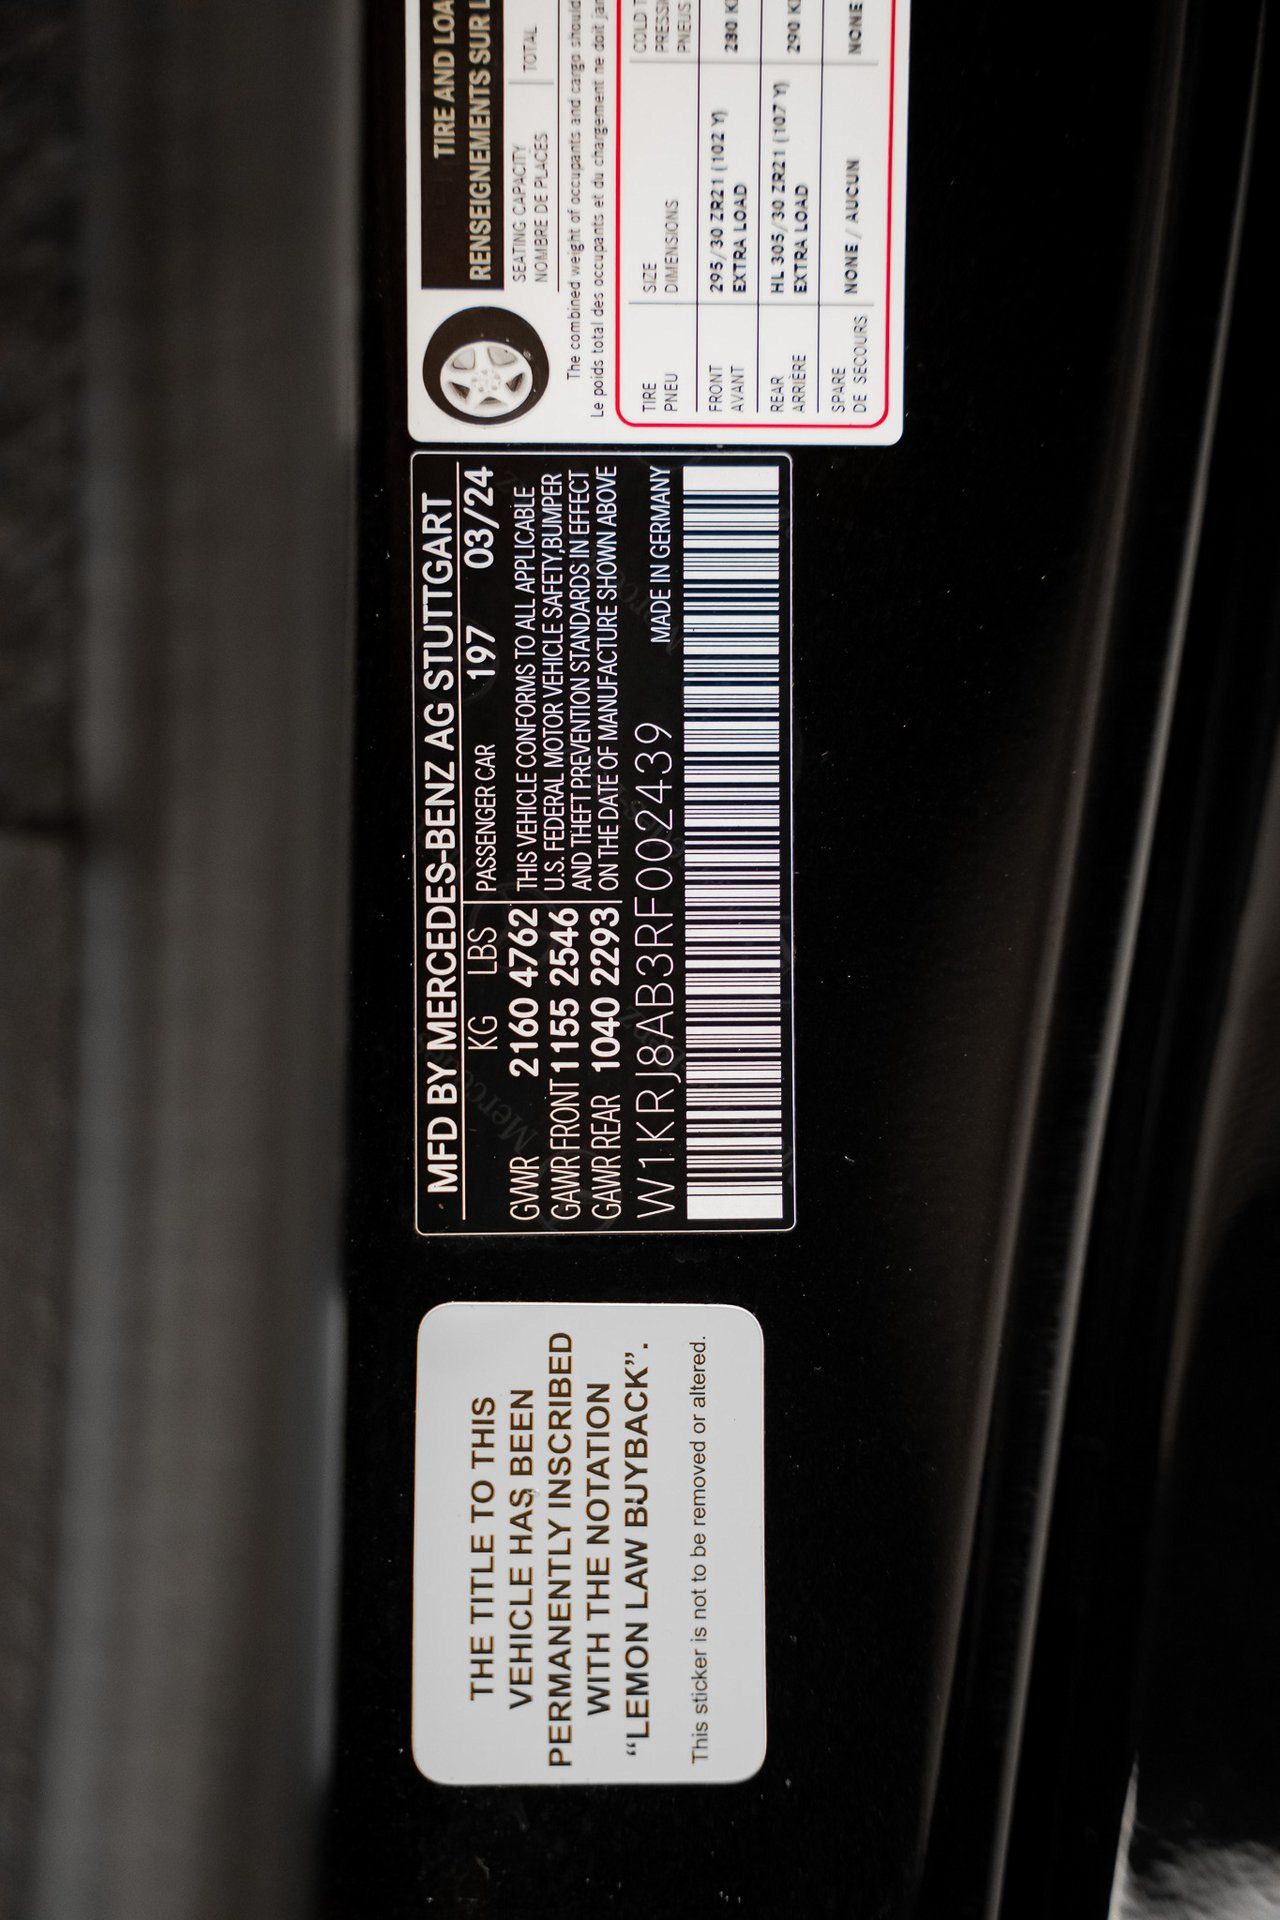 THE TITLE TO THIS
VEHICLE HAS BEEN
PERMANENTLY INSCRIBED
WITH THE NOTATION
“LEMON LAW BUYBACK”.
This sticker is not to be removed or altered.
MFD BY MERCEDES-BENZ AG STUTTGART
KG LBS PASSENGER CAR 197 03/24
GVWR 2160 4762 THIS VEHICLE CONFORMS TO ALL APPLICABLE
GAWR FRONT 1155 2546 U.S. FEDERAL MOTOR VEHICLE SAFETY,BUMPER
GAWR REAR 1040 2293 AND THEFT PREVENTION STANDARDS IN EFFECT
ON THE DATE OF MANUFACTURE SHOWN ABOVE
W1KRJ8AB3RF002439 MADE IN GERMANY
TIRE AND LOA
RENSEIGNEMENTS SUR L
SEATING CAPACITY TOTAL
NOMBRE DE PLACES
The combined weight of occupants and cargo should
Le poids total des occupants et du chargement ne doit jam
TIRE SIZE COLD T
PNEU DIMENSIONS PRESSI
PNEUS
FRONT 295/30 ZR21 (102 Y) 280 K
AVANT EXTRA LOAD
REAR HL 305/30 ZR21 (107 Y) 290 K
ARRIÈRE EXTRA LOAD
SPARE NONE / AUCUN NONE
DE SECOURS